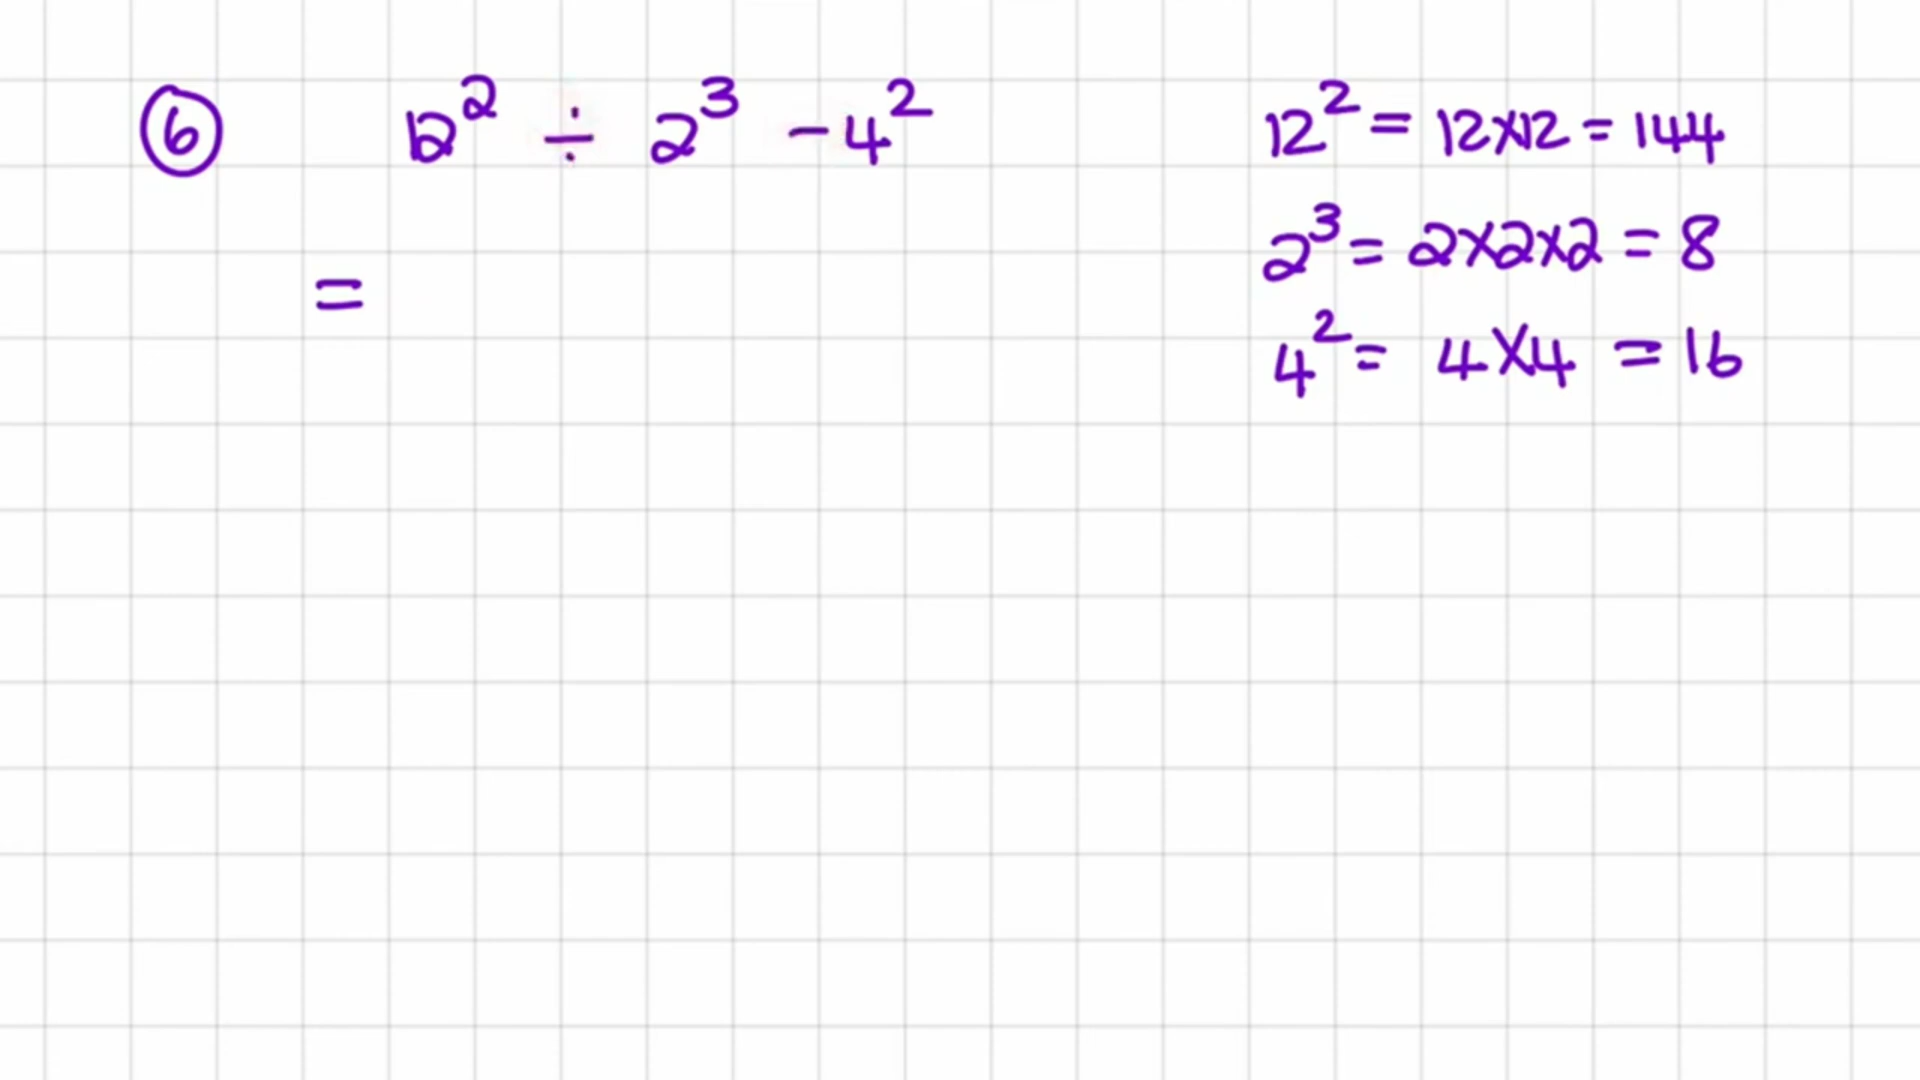 ⑥ 12² ÷ 2³ - 4²
=
12² = 12×12 = 144
2³ = 2×2×2 = 8
4² = 4×4 = 16